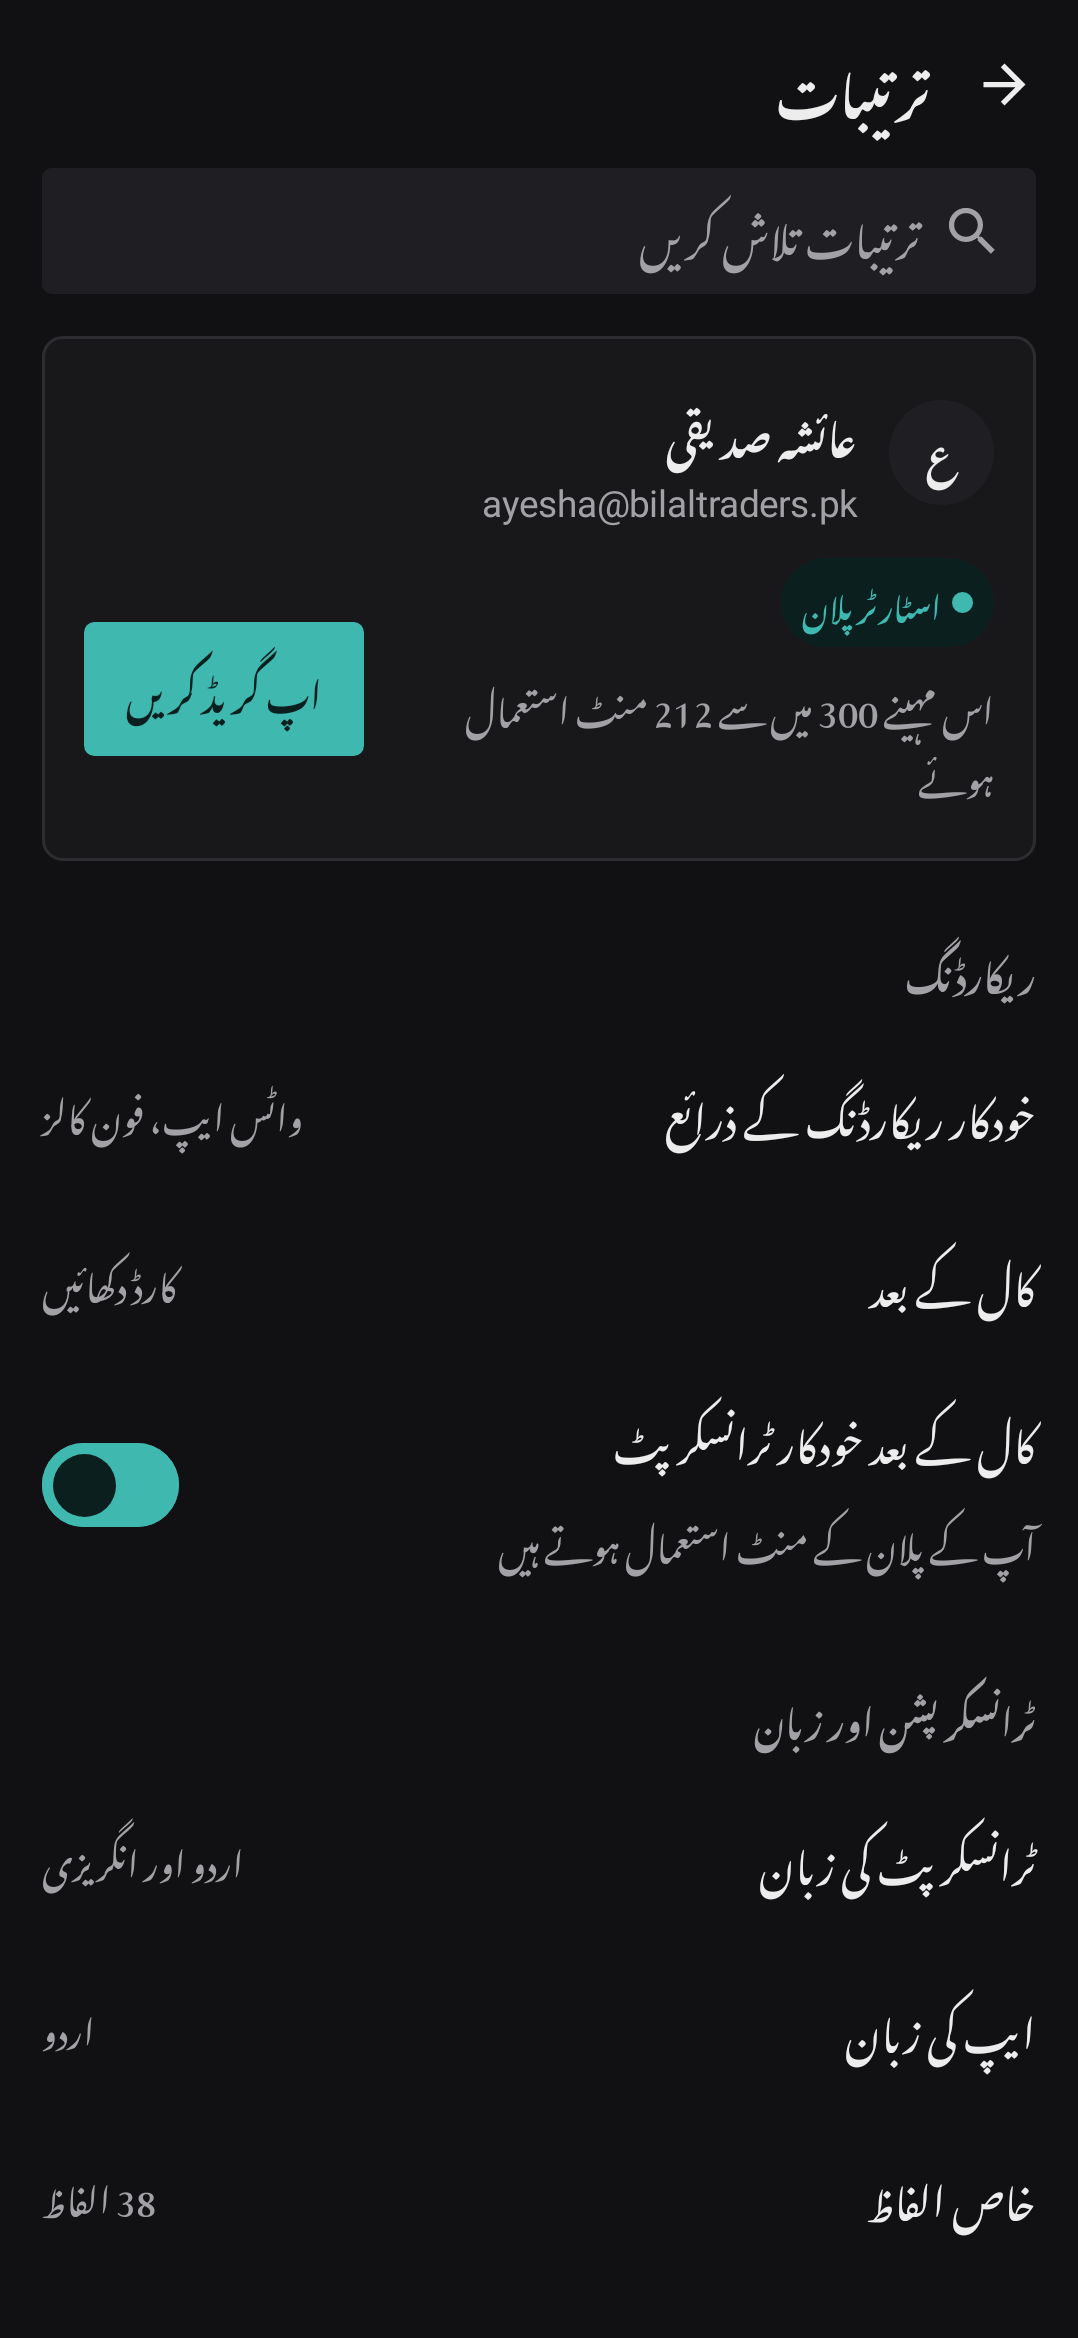 ترتیبات
ترتیبات تلاش کریں
ع
عائشہ صدیقی
ayesha@bilaltraders.pk
اسٹارٹر پلان
اس مہینے 300 میں سے 212 منٹ استعمال
ہوئے
اپ گریڈ کریں
ریکارڈنگ
خودکار ریکارڈنگ کے ذرائع
واٹس ایپ، فون کالز
کال کے بعد
کارڈ دکھائیں
کال کے بعد خودکار ٹرانسکرپٹ
آپ کے پلان کے منٹ استعمال ہوتے ہیں
ٹرانسکرپشن اور زبان
ٹرانسکرپٹ کی زبان
اردو اور انگریزی
ایپ کی زبان
اردو
خاص الفاظ
38 الفاظ